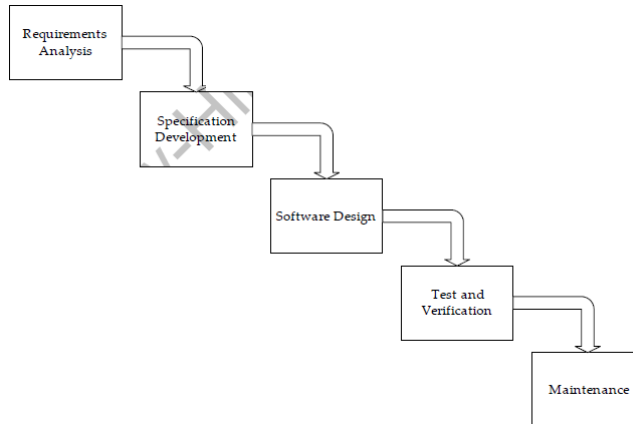 Requirements
Analysis
Specification
Development
Software Design
Test and
Verification
Maintenance